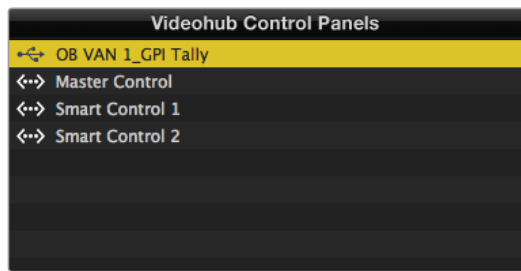 Videohub Control Panels
OB VAN 1_GPI Tally
Master Control
Smart Control 1
Smart Control 2